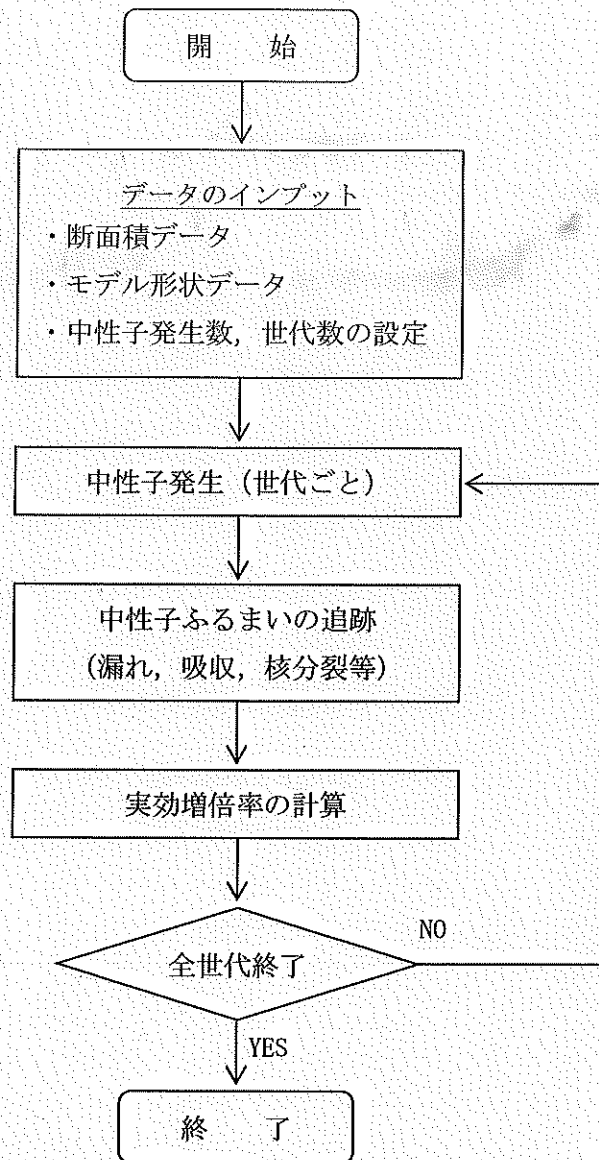 開　　始
データのインプット
・断面積データ
・モデル形状データ
・中性子発生数，世代数の設定
中性子発生（世代ごと）
中性子ふるまいの追跡
（漏れ，吸収，核分裂等）
実効増倍率の計算
全世代終了
NO
YES
終　　了